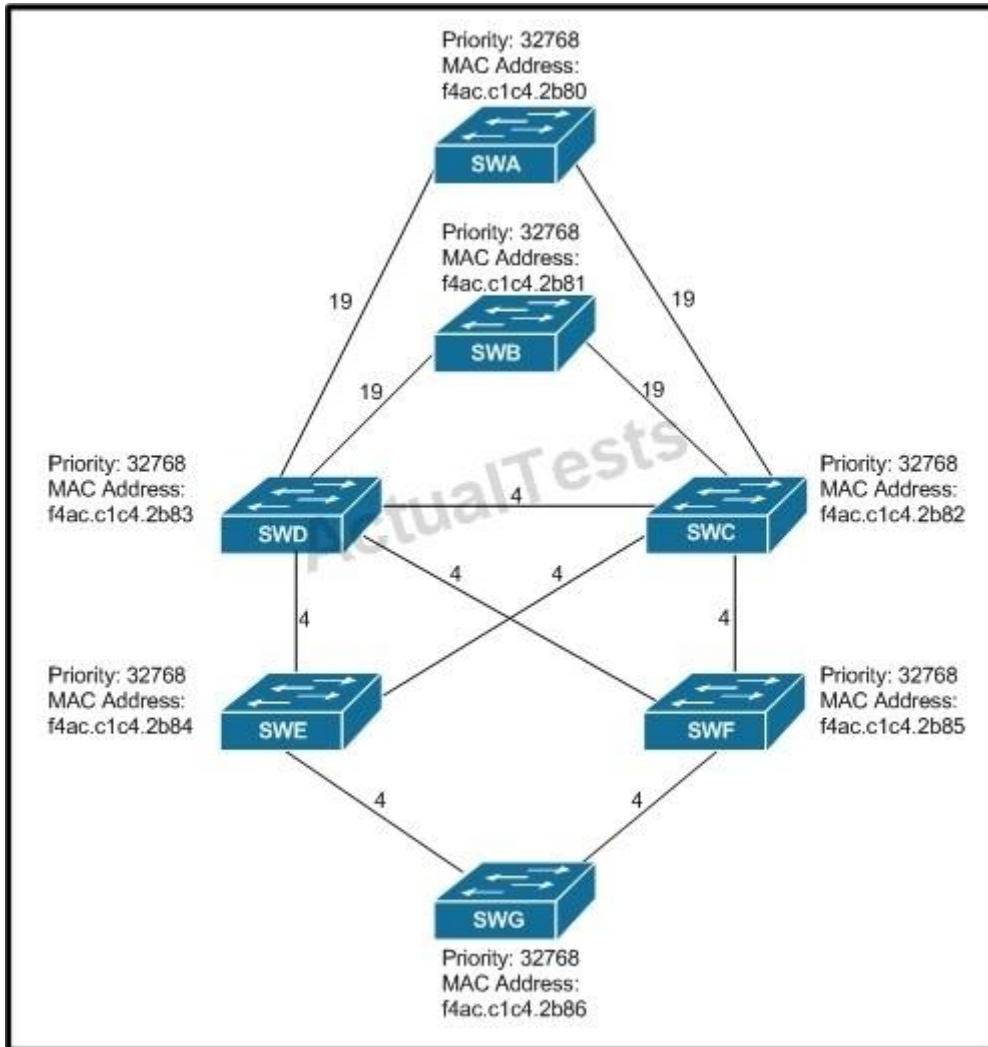 Priority: 32768
MAC Address:
f4ac.c1c4.2b80
SWA
Priority: 32768
MAC Address:
f4ac.c1c4.2b81
19
19
SWB
19
19
ActualTests
Priority: 32768
MAC Address:
f4ac.c1c4.2b83
Priority: 32768
MAC Address:
f4ac.c1c4.2b82
4
SWD
SWC
4
4
4
4
Priority: 32768
MAC Address:
f4ac.c1c4.2b84
Priority: 32768
MAC Address:
f4ac.c1c4.2b85
SWE
SWF
4
4
SWG
Priority: 32768
MAC Address:
f4ac.c1c4.2b86